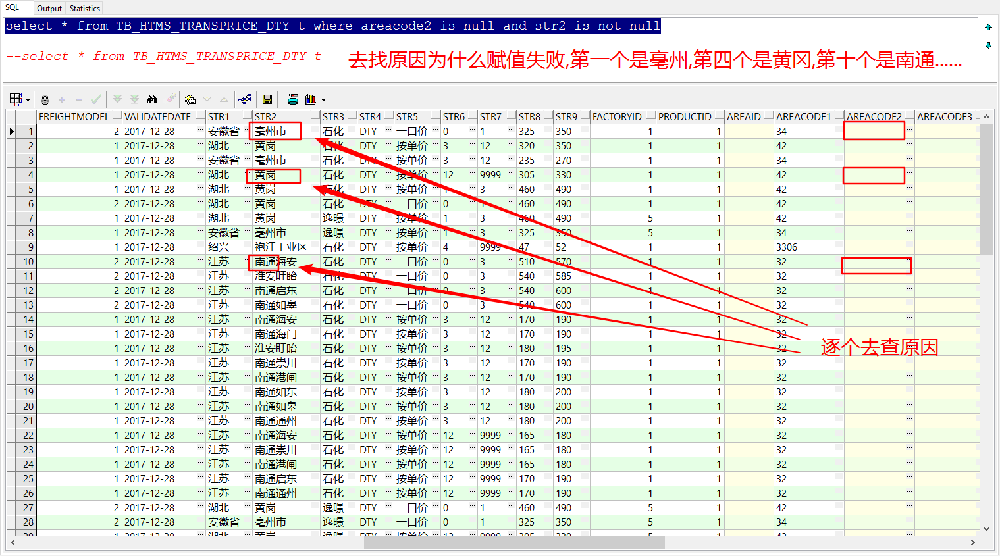 SQL Output Statistics
select * from TB_HTMS_TRANSPRICE_DTY t where areacode2 is null and str2 is not null
--select * from TB_HTMS_TRANSPRICE_DTY t
去找原因为什么赋值失败,第一个是亳州,第四个是黄冈,第十个是南通......
FREIGHTMODEL VALIDATEDATE STR1 STR2 STR3 STR4 STR5 STR6 STR7 STR8 STR9 FACTORYID PRODUCTID AREAID AREACODE1 AREACODE2 AREACODE3
1 2 2017-12-28 安徽省 毫州市 石化 DTY 一口价 0 1 325 350 1 1 34
2 1 2017-12-28 湖北 黄岗 石化 DTY 按单价 3 12 320 350 1 1 42
3 1 2017-12-28 安徽省 毫州市 石化 DTY 按单价 3 12 235 270 1 1 34
4 1 2017-12-28 湖北 黄岗 石化 DTY 按单价 12 9999 305 330 1 1 42
5 1 2017-12-28 湖北 黄岗 石化 DTY 按单价 1 3 460 490 1 1 42
6 2 2017-12-28 湖北 黄岗 石化 DTY 一口价 0 1 460 490 1 1 42
7 1 2017-12-28 湖北 黄岗 逸暻 DTY 按单价 1 3 460 490 5 1 42
8 1 2017-12-28 安徽省 毫州市 逸暻 DTY 按单价 1 3 325 350 5 1 34
9 1 2017-12-28 绍兴 袍江工业区 石化 DTY 按单价 4 9999 47 52 1 1 3306
10 2 2017-12-28 江苏 南通海安 石化 DTY 一口价 0 3 510 570 1 1 32
11 2 2017-12-28 江苏 淮安盱眙 石化 DTY 一口价 0 3 540 585 1 1 32
12 2 2017-12-28 江苏 南通启东 石化 DTY 一口价 0 3 540 600 1 1 32
13 2 2017-12-28 江苏 南通如皋 石化 DTY 一口价 0 3 540 600 1 1 32
14 1 2017-12-28 江苏 南通海安 石化 DTY 按单价 3 12 170 190 1 1 32
15 1 2017-12-28 江苏 南通海门 石化 DTY 按单价 3 12 170 190 1 1 32
16 1 2017-12-28 江苏 淮安盱眙 石化 DTY 按单价 3 12 180 195 1 1 32
逐个去查原因
17 1 2017-12-28 江苏 南通崇川 石化 DTY 按单价 3 12 170 190 1 1 32
18 1 2017-12-28 江苏 南通港闸 石化 DTY 按单价 3 12 170 190 1 1 32
19 1 2017-12-28 江苏 南通如东 石化 DTY 按单价 3 12 180 200 1 1 32
20 1 2017-12-28 江苏 南通如皋 石化 DTY 按单价 3 12 180 200 1 1 32
21 1 2017-12-28 江苏 南通通州 石化 DTY 按单价 3 12 180 200 1 1 32
22 1 2017-12-28 江苏 南通海安 石化 DTY 按单价 12 9999 165 180 1 1 32
23 1 2017-12-28 江苏 南通崇川 石化 DTY 按单价 12 9999 165 180 1 1 32
24 1 2017-12-28 江苏 南通港闸 石化 DTY 按单价 12 9999 165 180 1 1 32
25 1 2017-12-28 江苏 南通启东 石化 DTY 按单价 12 9999 170 190 1 1 32
26 1 2017-12-28 江苏 南通通州 石化 DTY 按单价 12 9999 170 190 1 1 32
27 2 2017-12-28 湖北 黄岗 逸暻 DTY 一口价 0 1 460 490 5 1 42
28 2 2017-12-28 安徽省 毫州市 逸暻 DTY 一口价 0 1 325 350 5 1 34